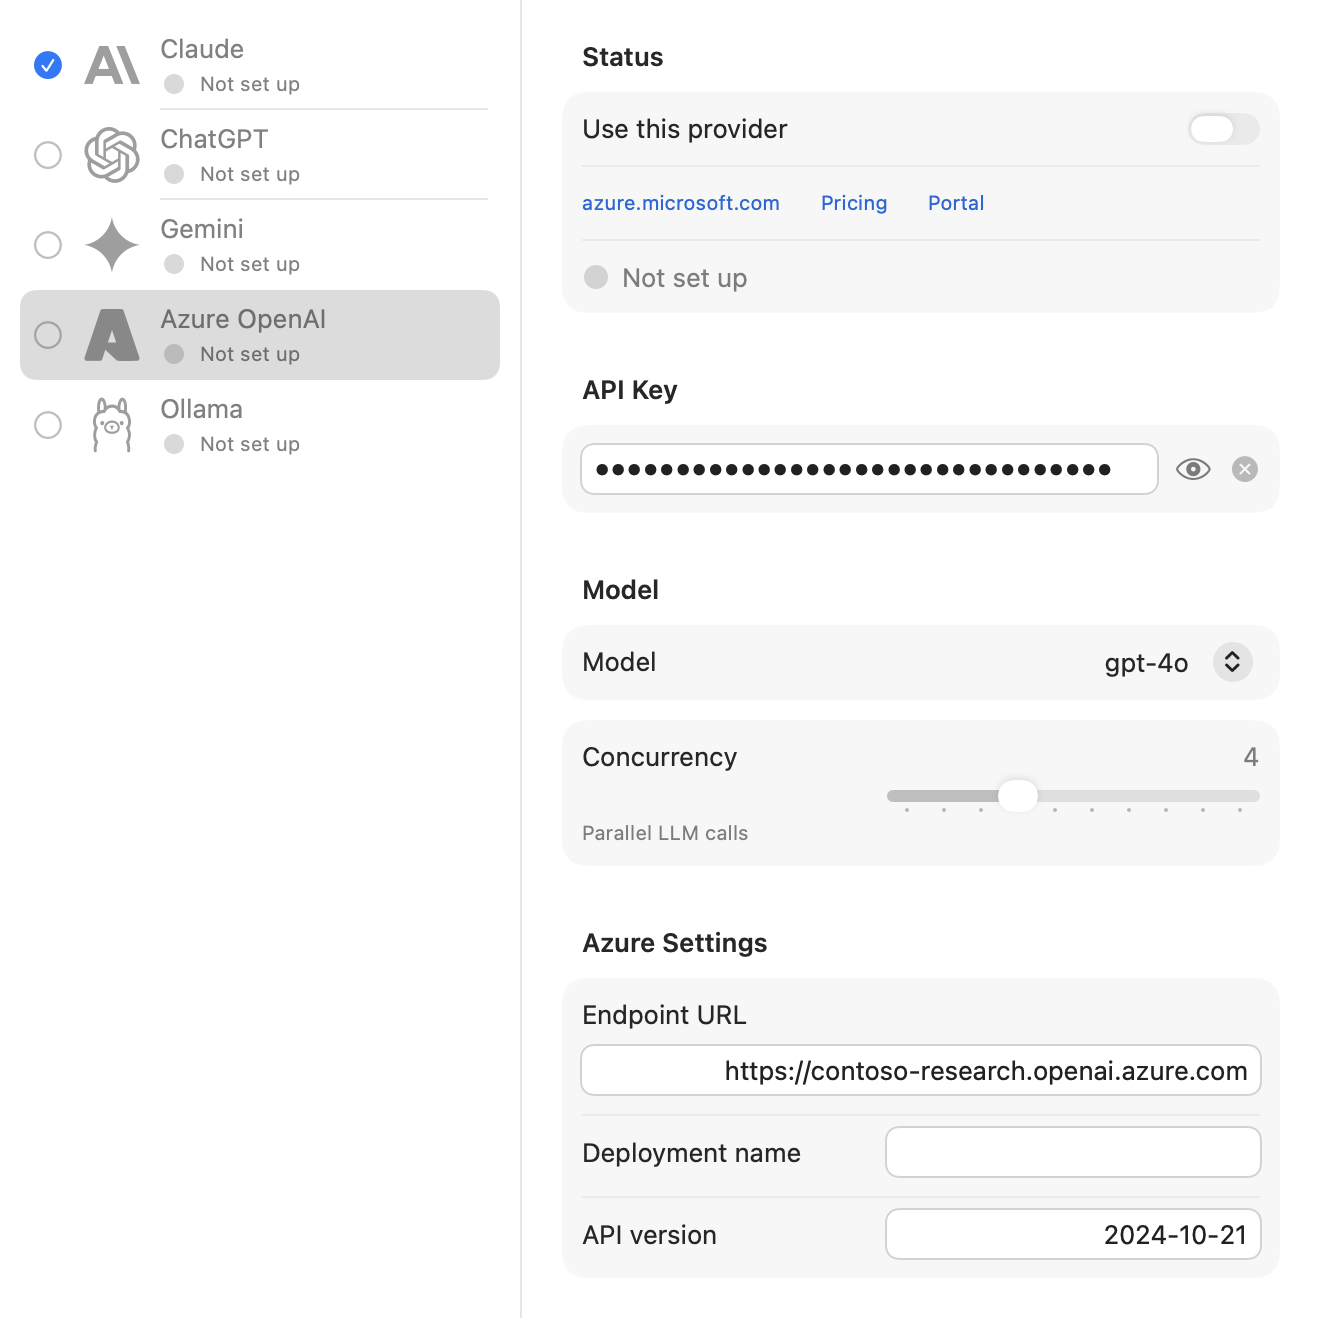 Claude
Not set up
ChatGPT
Not set up
Gemini
Not set up
Azure OpenAI
Not set up
Ollama
Not set up
Status
Use this provider
azure.microsoft.com Pricing Portal
Not set up
API Key
Model
Model gpt-4o
Concurrency 4
Parallel LLM calls
Azure Settings
Endpoint URL
https://contoso-research.openai.azure.com
Deployment name
API version 2024-10-21